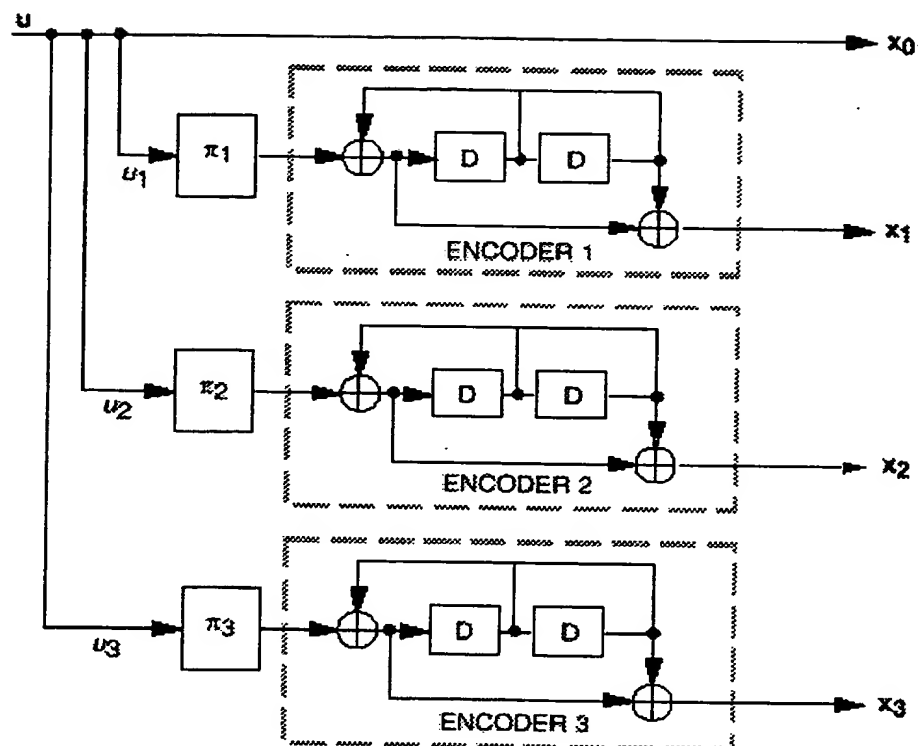 u
x0
π1
D
D
u1
x1
ENCODER 1
π2
D
D
u2
x2
ENCODER 2
π3
D
D
u3
x3
ENCODER 3